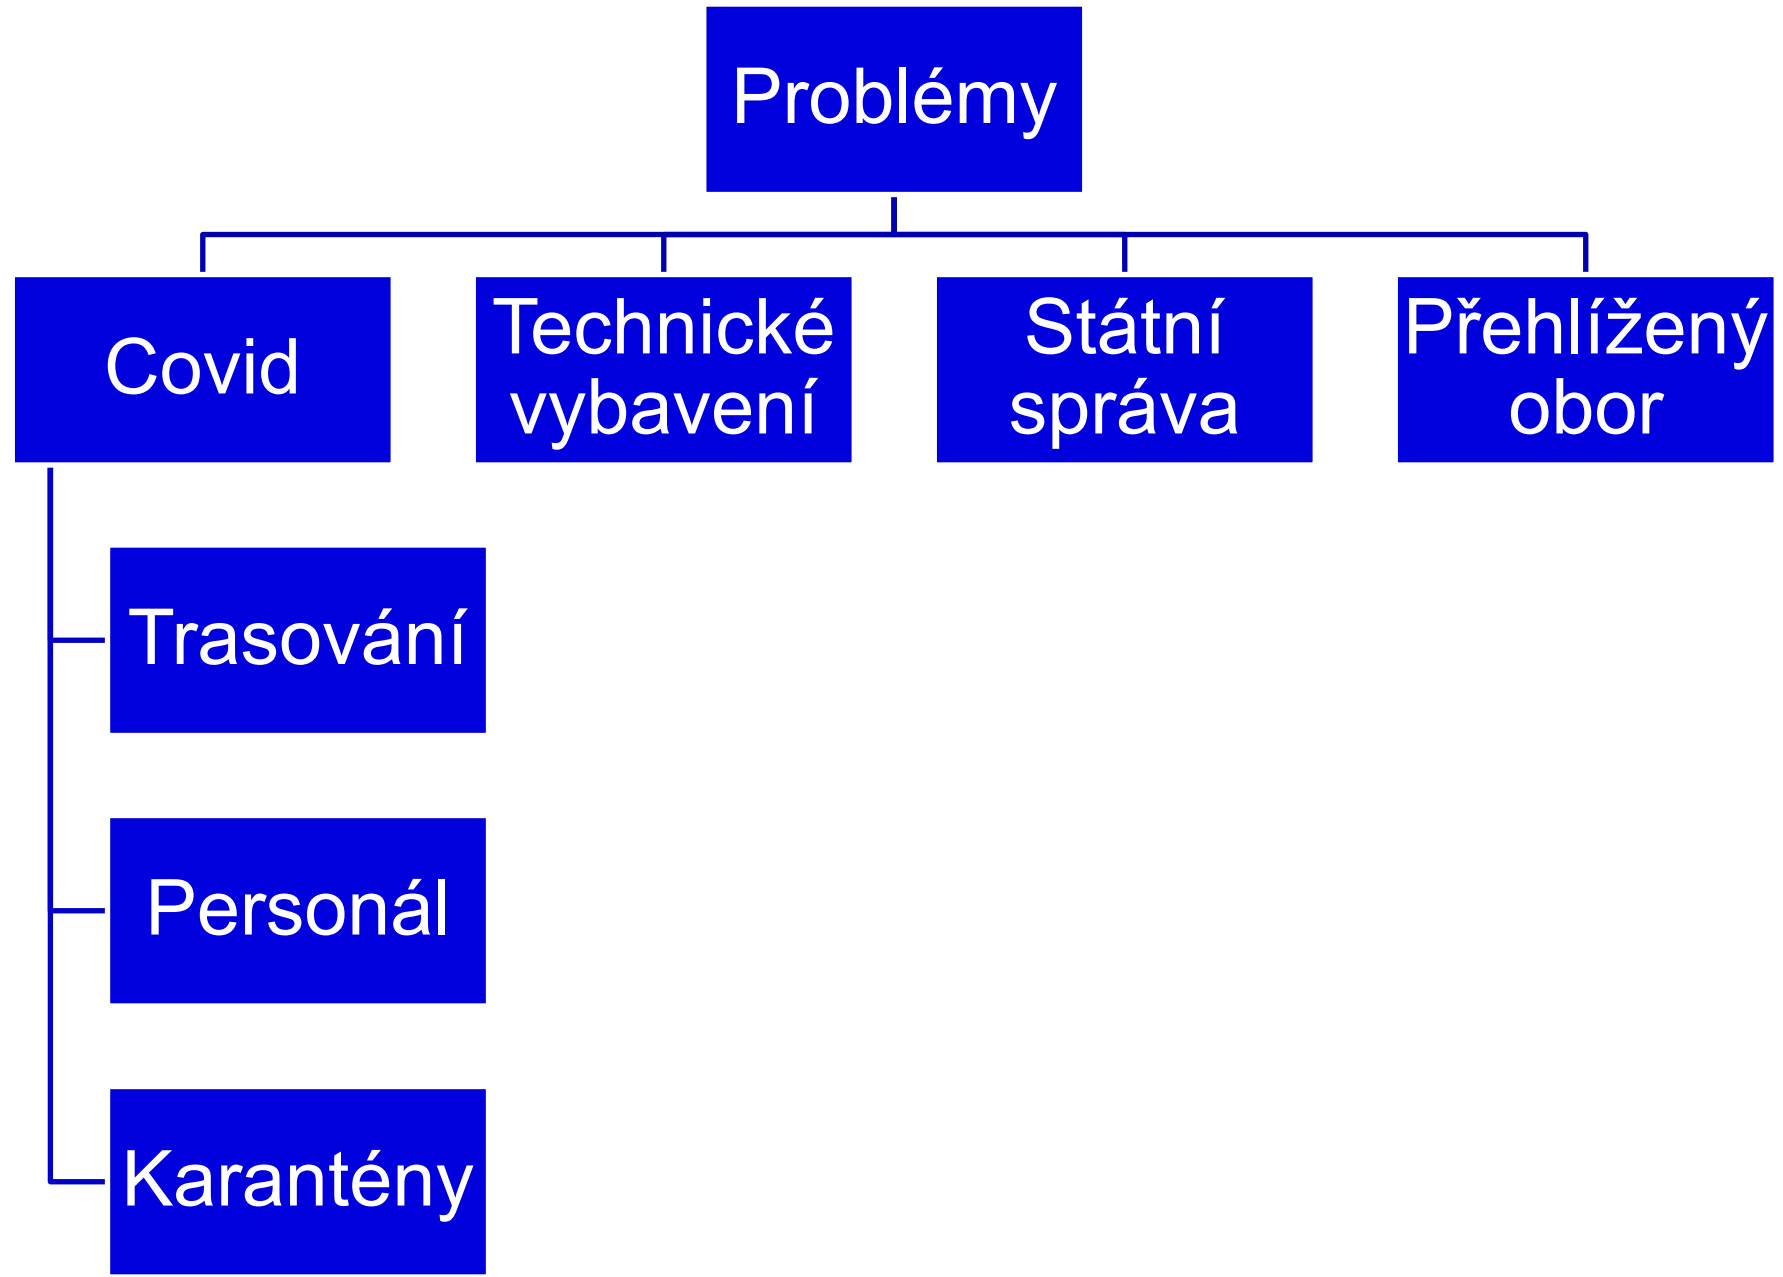 Problémy
Covid
Technické
vybavení
Státní
správa
Přehlížený
obor
Trasování
Personál
Karantény